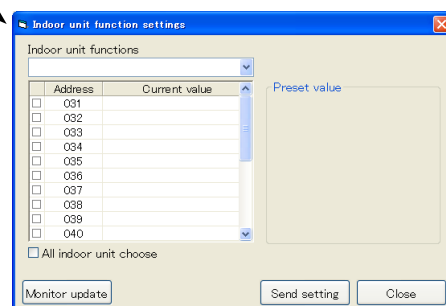 Indoor unit function settings
Indoor unit functions
Address Current value
031
032
033
034
035
036
037
038
039
040
Preset value
All indoor unit choose
Monitor update Send setting Close